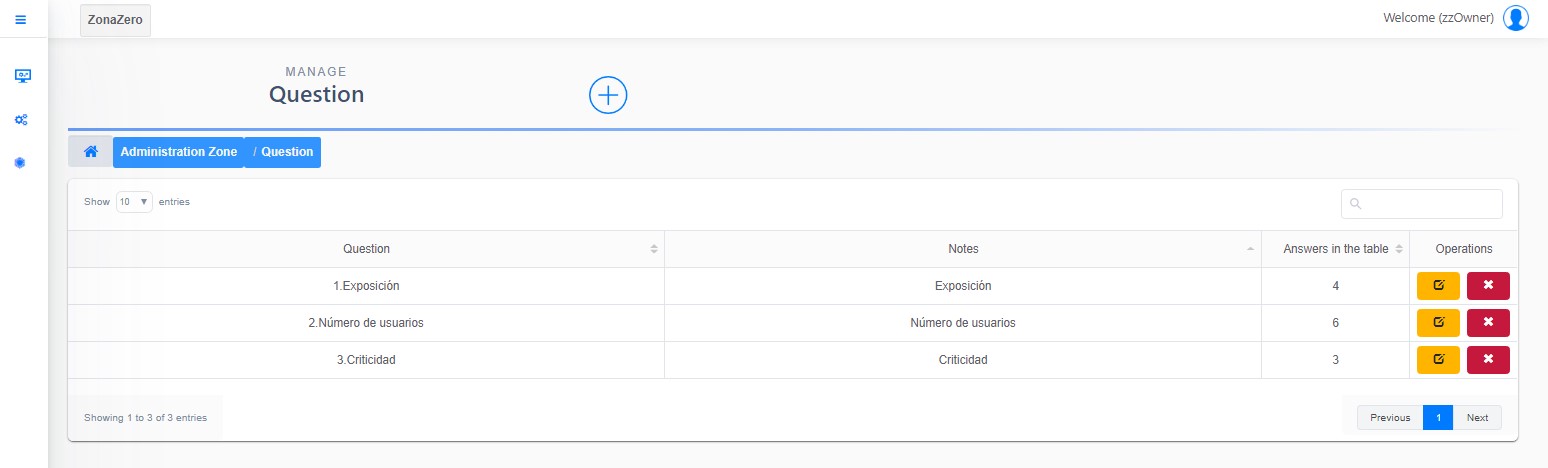 ZonaZero
Welcome (zzOwner)
MANAGE
Question
Administration Zone / Question
Show 10 entries
Question Notes Answers in the table Operations
1.Exposición Exposición 4
2.Número de usuarios Número de usuarios 6
3.Criticidad Criticidad 3
Showing 1 to 3 of 3 entries
Previous 1 Next